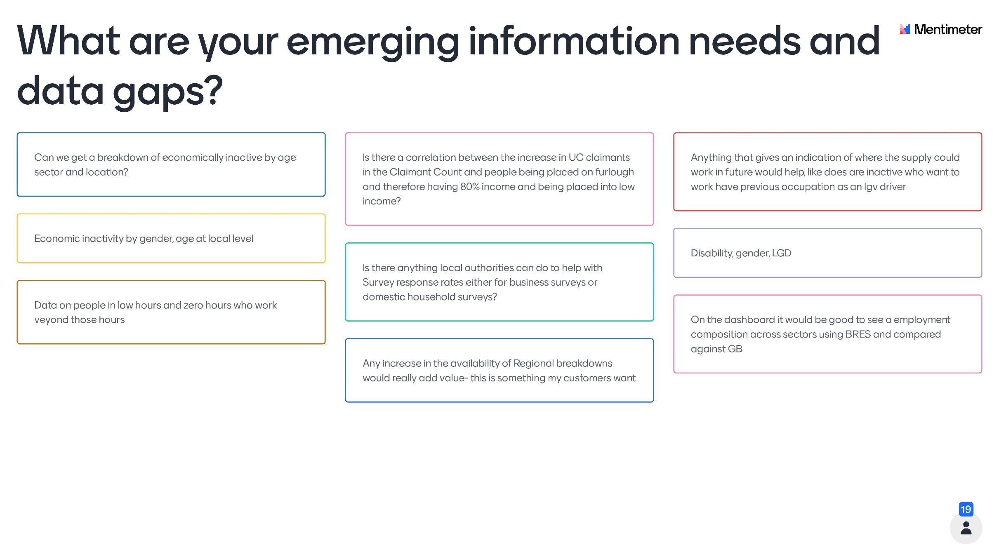 What are your emerging information needs and
data gaps?
Mentimeter
Can we get a breakdown of economically inactive by age
sector and location?
Economic inactivity by gender, age at local level
Data on people in low hours and zero hours who work
veyond those hours
Is there a correlation between the increase in UC claimants
in the Claimant Count and people being placed on furlough
and therefore having 80% income and being placed into low
income?
Is there anything local authorities can do to help with
Survey response rates either for business surveys or
domestic household surveys?
Any increase in the availability of Regional breakdowns
would really add value- this is something my customers want
Anything that gives an indication of where the supply could
work in future would help, like does are inactive who want to
work have previous occupation as an lgv driver
Disability, gender, LGD
On the dashboard it would be good to see a employment
composition across sectors using BRES and compared
against GB
19